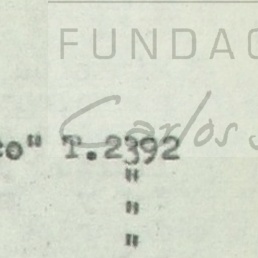 FUNDAC
Carlos S
co" T.2392
"
"
"